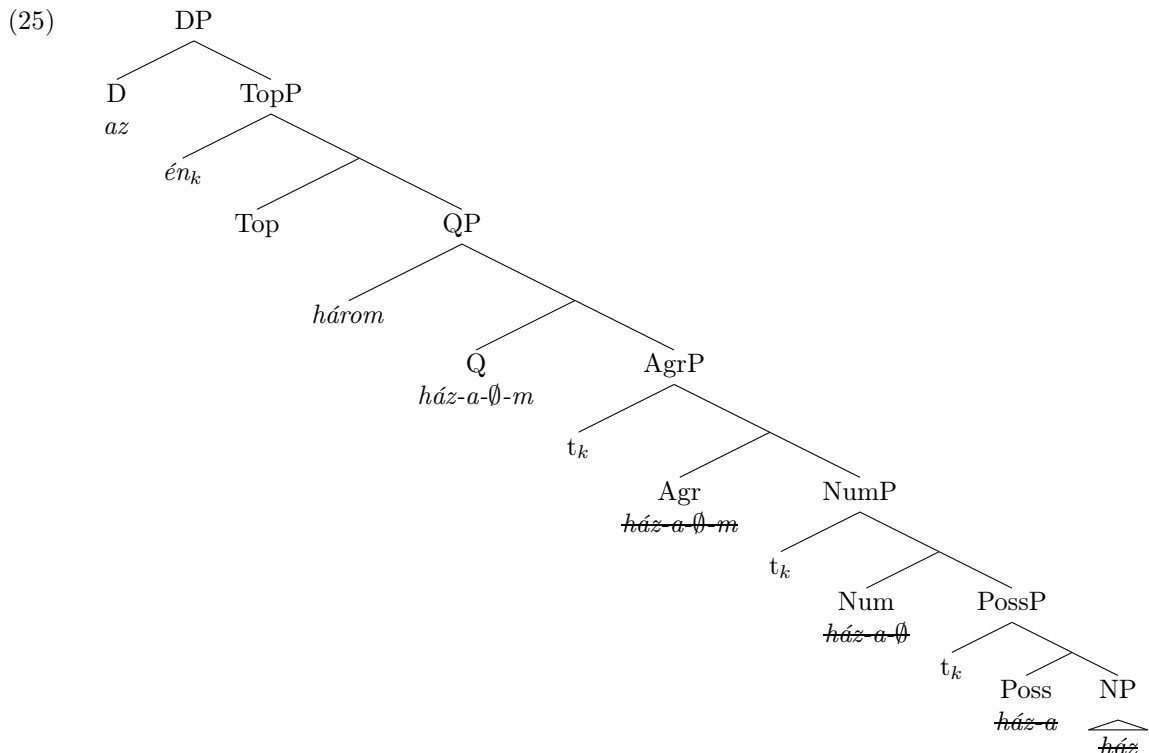 (25)
DP
D TopP
az
énₖ
Top QP
három
Q AgrP
ház-a-∅-m
tₖ
Agr NumP
ház-a-∅-m
tₖ
Num PossP
ház-a-∅
tₖ
Poss NP
ház-a
ház